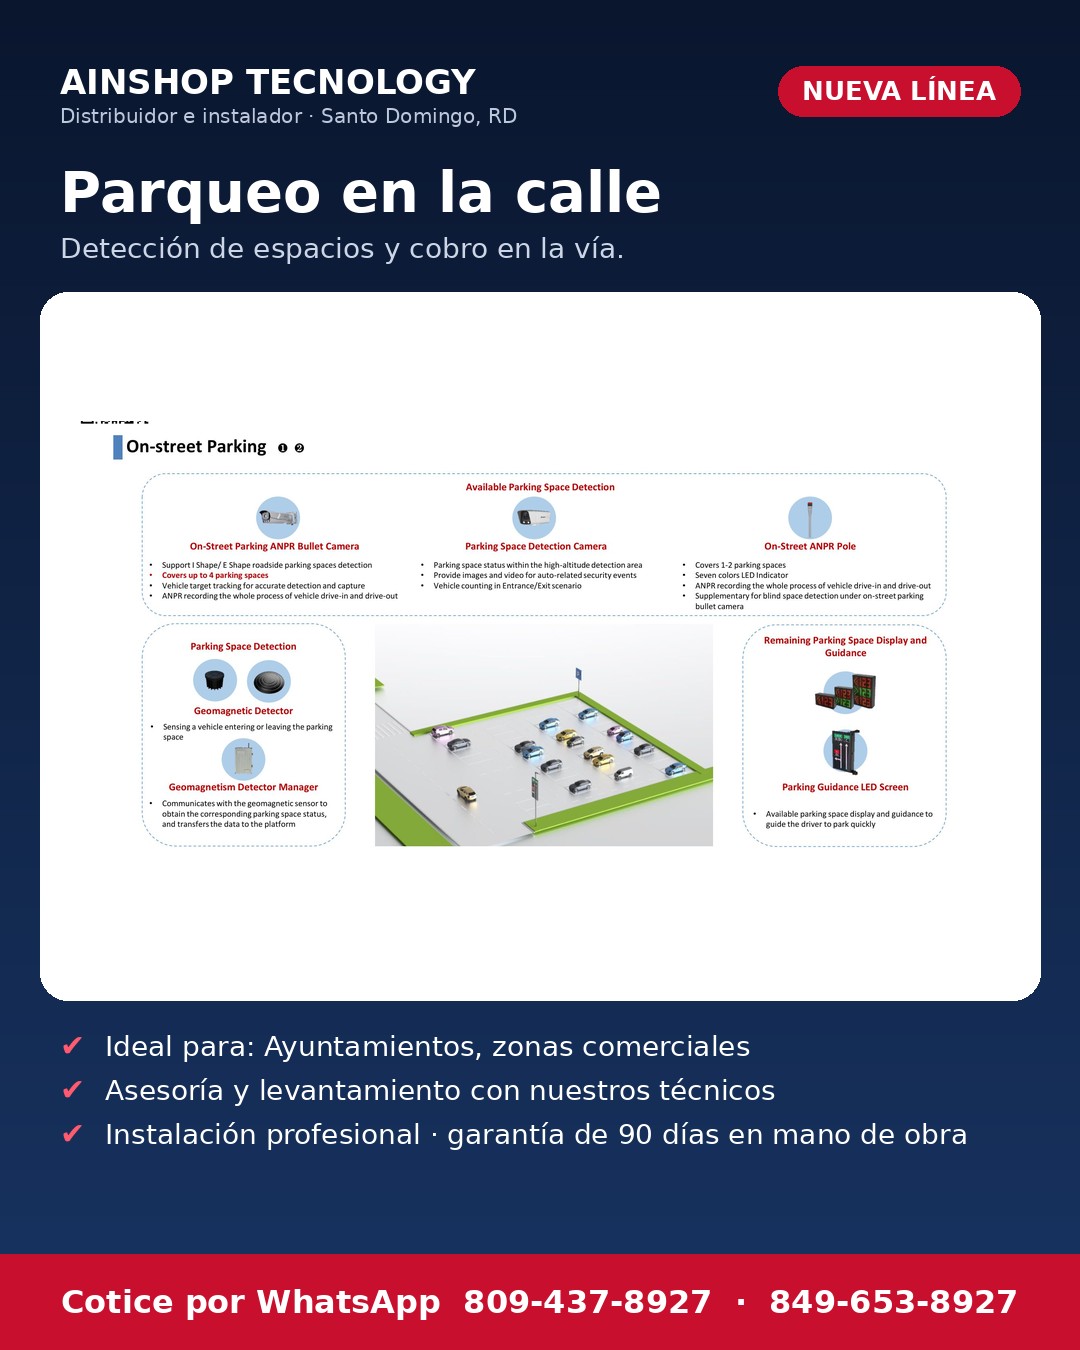 AINSHOP TECNOLOGY
Distribuidor e instalador · Santo Domingo, RD
NUEVA LÍNEA
Parqueo en la calle
Detección de espacios y cobro en la vía.
On-street Parking ❶ ❷
Available Parking Space Detection
On-Street Parking ANPR Bullet Camera
• Support I Shape/ E Shape roadside parking spaces detection
• Covers up to 4 parking spaces
• Vehicle target tracking for accurate detection and capture
• ANPR recording the whole process of vehicle drive-in and drive-out
Parking Space Detection Camera
• Parking space status within the high-altitude detection area
• Provide images and video for auto-related security events
• Vehicle counting in Entrance/Exit scenario
On-Street ANPR Pole
• Covers 1-2 parking spaces
• Seven colors LED Indicator
• ANPR recording the whole process of vehicle drive-in and drive-out
• Supplementary for blind space detection under on-street parking
bullet camera
Parking Space Detection
Geomagnetic Detector
• Sensing a vehicle entering or leaving the parking
space
Geomagnetism Detector Manager
• Communicates with the geomagnetic sensor to
obtain the corresponding parking space status,
and transfers the data to the platform
Remaining Parking Space Display and
Guidance
Parking Guidance LED Screen
• Available parking space display and guidance to
guide the driver to park quickly
✔ Ideal para: Ayuntamientos, zonas comerciales
✔ Asesoría y levantamiento con nuestros técnicos
✔ Instalación profesional · garantía de 90 días en mano de obra
Cotice por WhatsApp 809-437-8927 · 849-653-8927